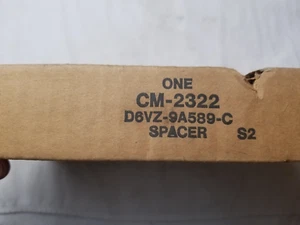 ONE
CM-2322
D6VZ-9A589-C
SPACER S2